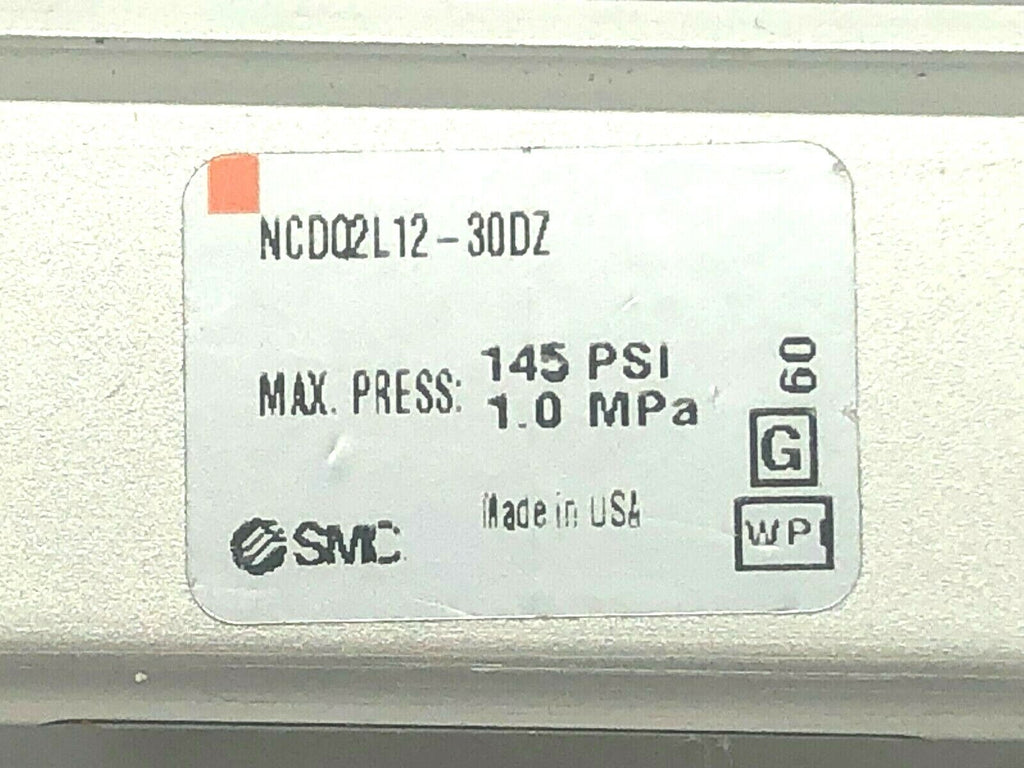 NCDQ2L12-30DZ
MAX. PRESS: 145 PSI
1.0 MPa
Made in USA
SMC
60
G
WP